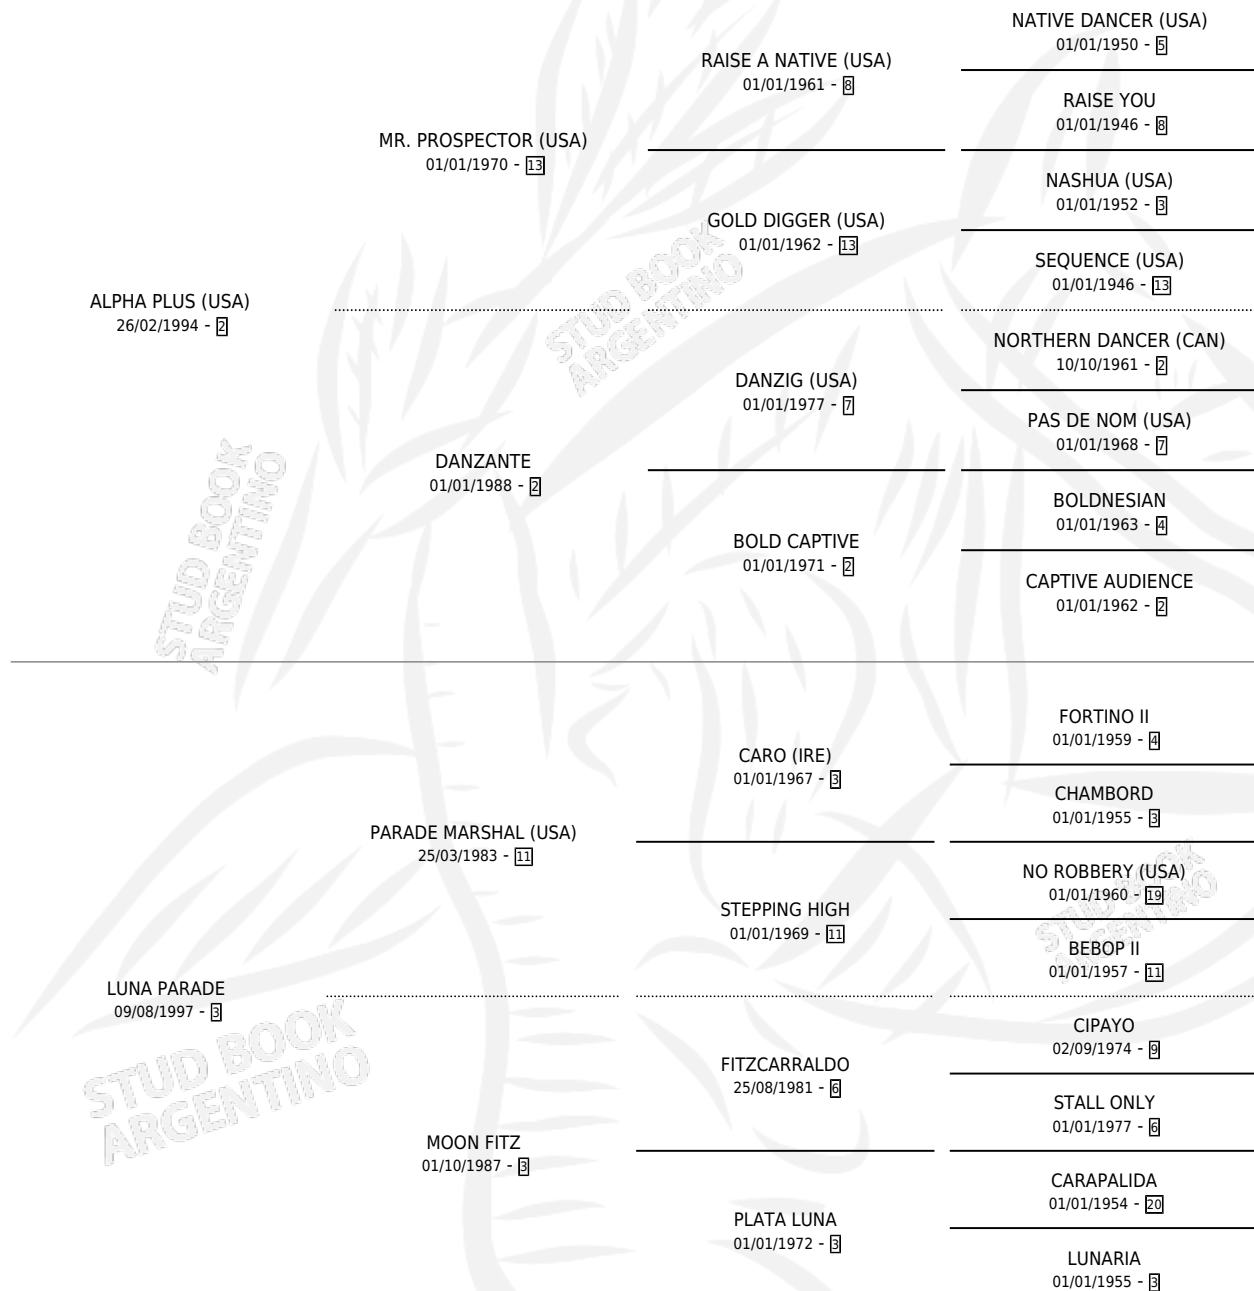 NATIVE DANCER (USA)
01/01/1950 - 5
RAISE A NATIVE (USA)
01/01/1961 - 8
RAISE YOU
01/01/1946 - 8
MR. PROSPECTOR (USA)
01/01/1970 - 13
NASHUA (USA)
01/01/1952 - 3
GOLD DIGGER (USA)
01/01/1962 - 13
SEQUENCE (USA)
01/01/1946 - 13
ALPHA PLUS (USA)
26/02/1994 - 2
NORTHERN DANCER (CAN)
10/10/1961 - 2
DANZIG (USA)
01/01/1977 - 7
PAS DE NOM (USA)
01/01/1968 - 7
DANZANTE
01/01/1988 - 2
BOLDNESIAN
01/01/1963 - 4
BOLD CAPTIVE
01/01/1971 - 2
CAPTIVE AUDIENCE
01/01/1962 - 2
FORTINO II
01/01/1959 - 4
CARO (IRE)
01/01/1967 - 3
CHAMBORD
01/01/1955 - 3
PARADE MARSHAL (USA)
25/03/1983 - 11
NO ROBBERY (USA)
01/01/1960 - 19
STEPPING HIGH
01/01/1969 - 11
BEBOP II
01/01/1957 - 11
LUNA PARADE
09/08/1997 - 3
CIPAYO
02/09/1974 - 9
FITZCARRALDO
25/08/1981 - 6
STALL ONLY
01/01/1977 - 6
MOON FITZ
01/10/1987 - 3
CARAPALIDA
01/01/1954 - 20
PLATA LUNA
01/01/1972 - 3
LUNARIA
01/01/1955 - 3
STUD BOOK
ARGENTINO
STUD BOOK
ARGENTINO
STUD BOOK
ARGENTINO
STUD BOOK
ARGENTINO